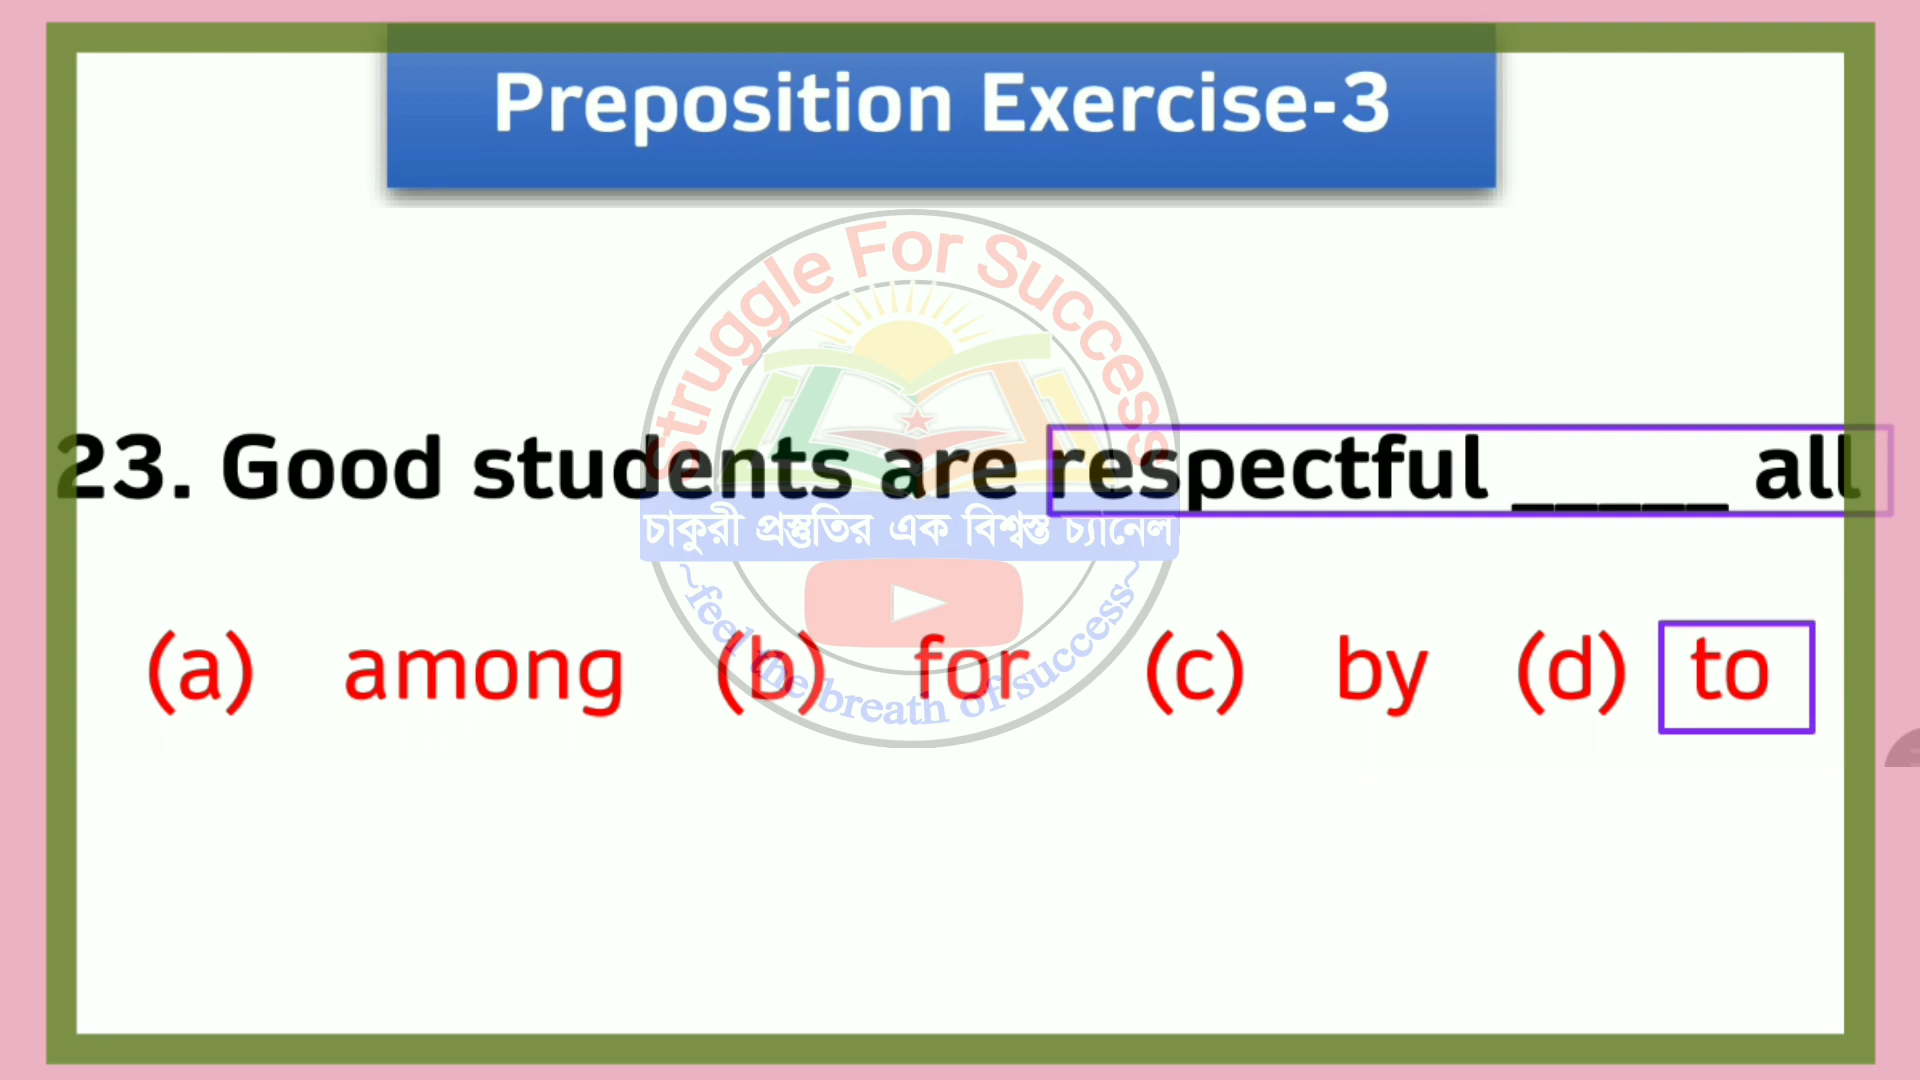 Preposition Exercise-3
Struggle For Success
23. Good students are respectful _____ all
চাকুরী প্রস্তুতির এক বিশ্বস্ত চ্যানেল
(a) among (b) for (c) by (d) to
~feel the breath of success~